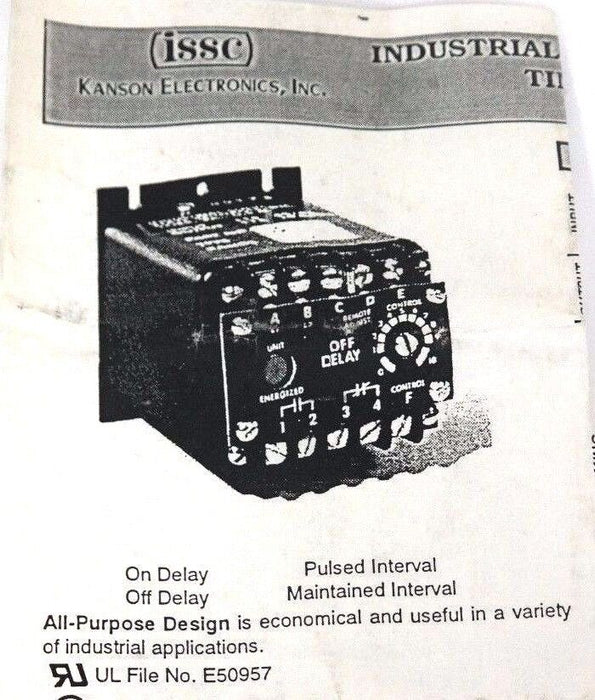 (issc)
INDUSTRIAL
KANSON ELECTRONICS, INC.
A B C D E
REMOTE ADJUST
CONTROL
UNIT
OFF
DELAY
ENERGIZED
CONTROL
1 2 3 4 F
On Delay Pulsed Interval
Off Delay Maintained Interval
All-Purpose Design is economical and useful in a variety
of industrial applications.
UL File No. E50957